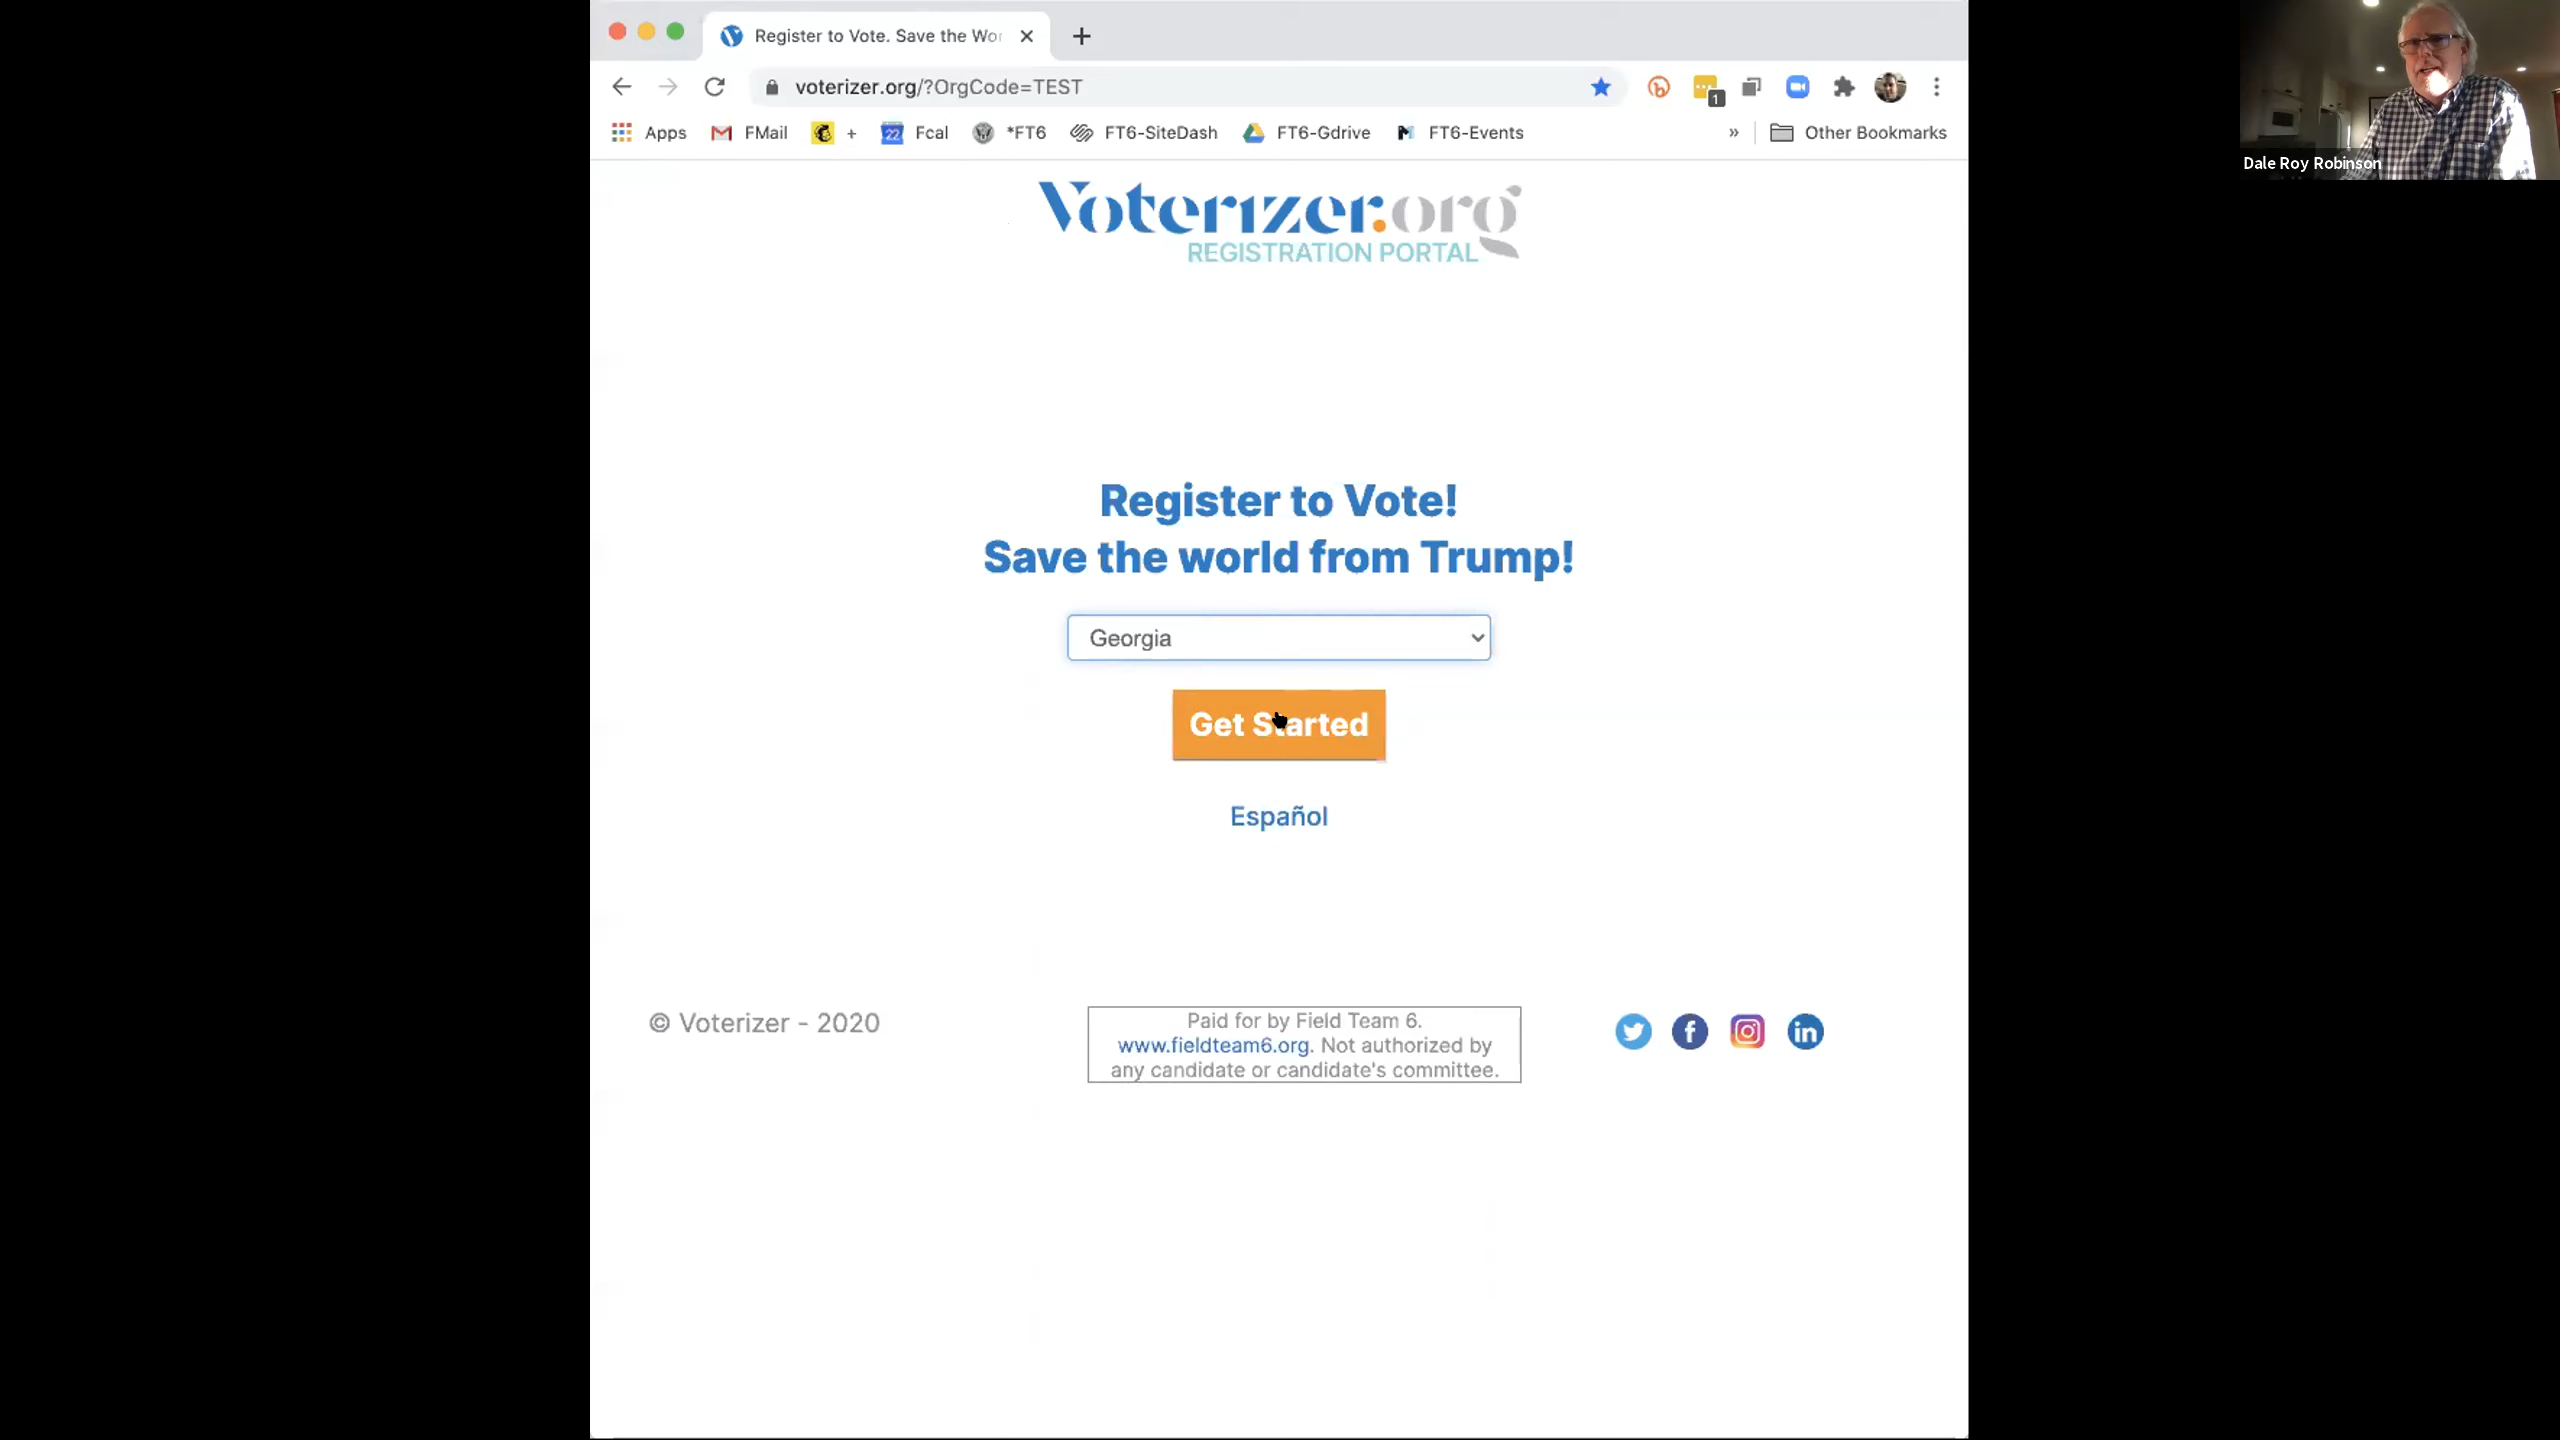 Register to Vote. Save the Wor
voterizer.org/?OrgCode=TEST
1
Apps
FMail
+
22
Fcal
*FT6
FT6-SiteDash
FT6-Gdrive
FT6-Events
»
Other Bookmarks
Dale Roy Robinson
Voterizer.org
REGISTRATION PORTAL
Register to Vote!
Save the world from Trump!
Georgia
Get Started
Español
© Voterizer - 2020
Paid for by Field Team 6.
www.fieldteam6.org. Not authorized by
any candidate or candidate's committee.